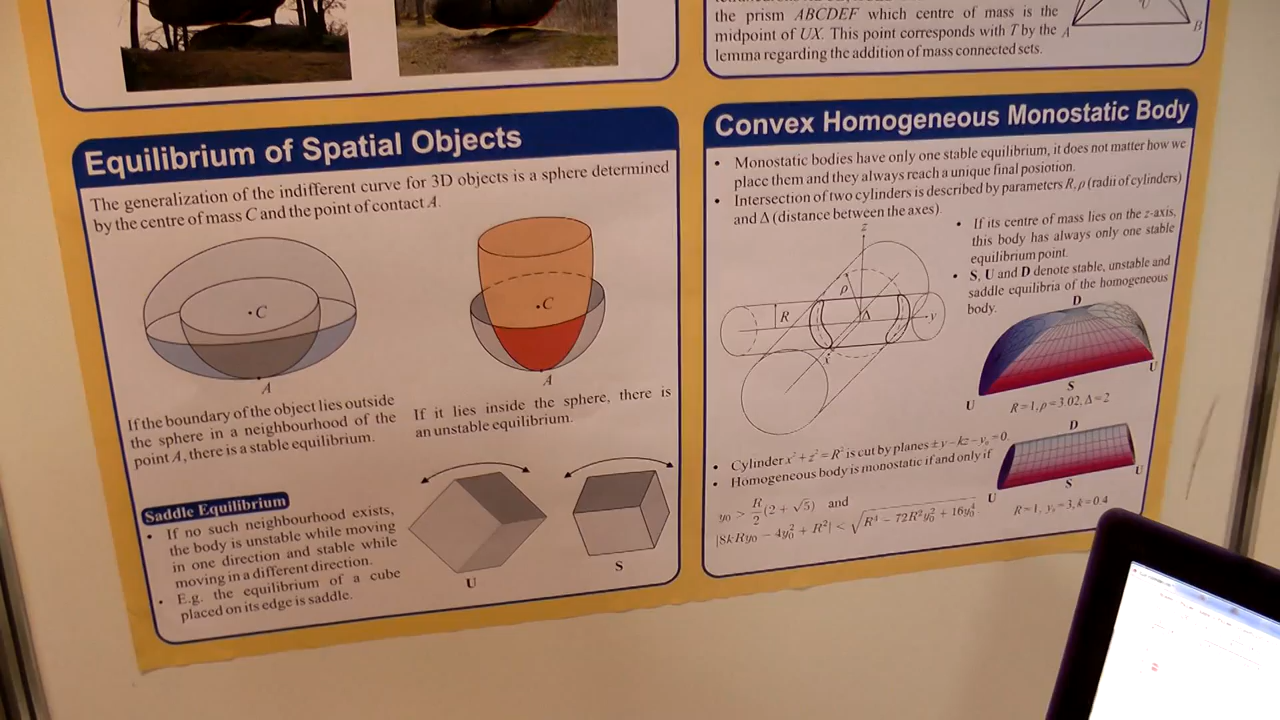 the prism ABCDEF which centre of mass is the
midpoint of UX. This point corresponds with T by the
lemma regarding the addition of mass connected sets.
A
B
Equilibrium of Spatial Objects
The generalization of the indifferent curve for 3D objects is a sphere determined
by the centre of mass C and the point of contact A.
C
A
C
A
If the boundary of the object lies outside
the sphere in a neighbourhood of the
point A, there is a stable equilibrium.
If it lies inside the sphere, there is
an unstable equilibrium.
Saddle Equilibrium
• If no such neighbourhood exists,
the body is unstable while moving
in one direction and stable while
moving in a different direction.
• E.g. the equilibrium of a cube
placed on its edge is saddle.
U
S
Convex Homogeneous Monostatic Body
• Monostatic bodies have only one stable equilibrium, it does not matter how we
place them and they always reach a unique final posiotion.
• Intersection of two cylinders is described by parameters R, ρ (radii of cylinders)
and Δ (distance between the axes).
z
ρ
R
Δ
y
x
• If its centre of mass lies on the z-axis,
this body has always only one stable
equilibrium point.
• S, U and D denote stable, unstable and
saddle equilibria of the homogeneous
body.
D
U
S
U
R=1, ρ=3.02, Δ=2
• Cylinder x² + z² = R² is cut by planes ±y−kz−y₀=0.
• Homogeneous body is monostatic if and only if
y₀ > R/2 (2 + √5) and
|8kRy₀ − 4y₀² + R²| < √(R⁴ − 72R²y₀² + 16y₀⁴).
D
U
S
U
R=1, y₀=3, k=0.4